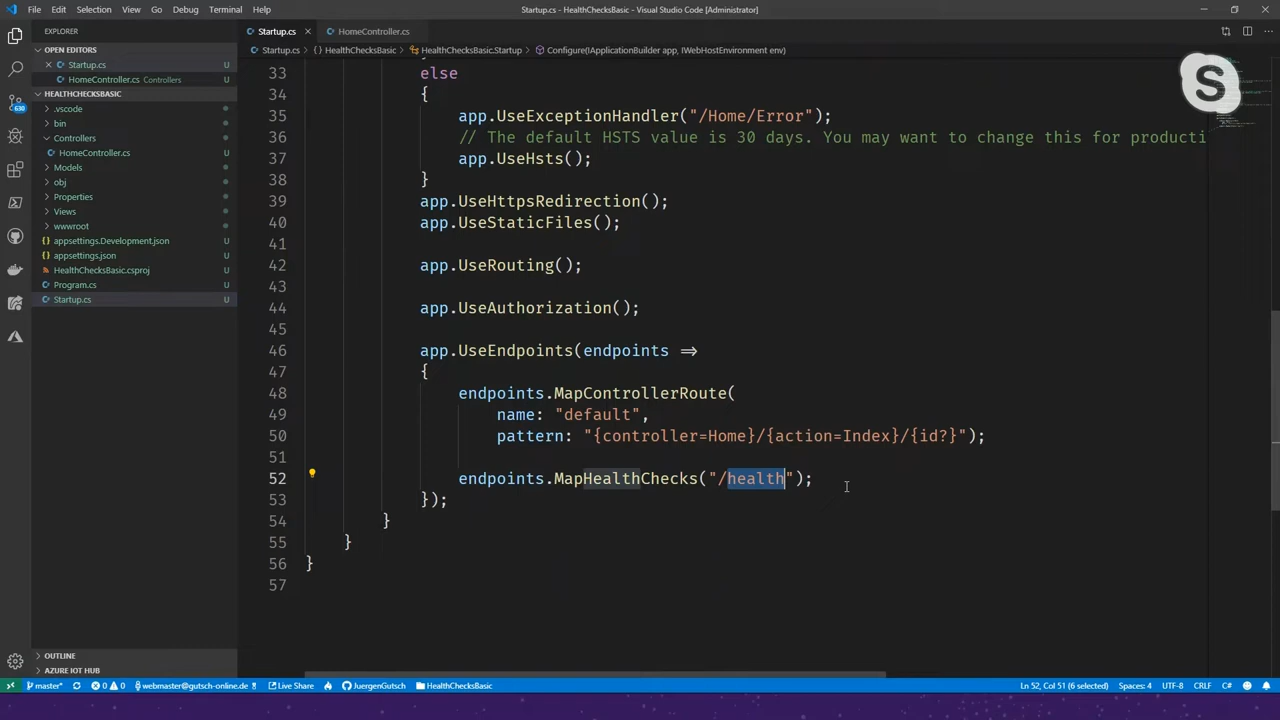 File Edit Selection View Go Debug Terminal Help
Startup.cs - HealthChecksBasic - Visual Studio Code [Administrator]
EXPLORER
OPEN EDITORS
Startup.cs U
HomeController.cs Controllers U
HEALTHCHECKSBASIC
.vscode
bin
Controllers
HomeController.cs U
Models
obj
Properties
Views
wwwroot
appsettings.Development.json U
appsettings.json U
HealthChecksBasic.csproj U
Program.cs U
Startup.cs U
OUTLINE
AZURE IOT HUB
630
Startup.cs HomeController.cs
Startup.cs > {} HealthChecksBasic > HealthChecksBasic.Startup > Configure(IApplicationBuilder app, IWebHostEnvironment env)
S
33 else
34 {
35 app.UseExceptionHandler("/Home/Error");
36 // The default HSTS value is 30 days. You may want to change this for producti
37 app.UseHsts();
38 }
39 app.UseHttpsRedirection();
40 app.UseStaticFiles();
41
42 app.UseRouting();
43
44 app.UseAuthorization();
45
46 app.UseEndpoints(endpoints =>
47 {
48 endpoints.MapControllerRoute(
49 name: "default",
50 pattern: "{controller=Home}/{action=Index}/{id?}");
51
52 endpoints.MapHealthChecks("/health");
53 });
54 }
55 }
56 }
57
master* 0 0 webmaster@gutsch-online.de Live Share JuergenGutsch HealthChecksBasic Ln 52, Col 51 (6 selected) Spaces: 4 UTF-8 CRLF C#